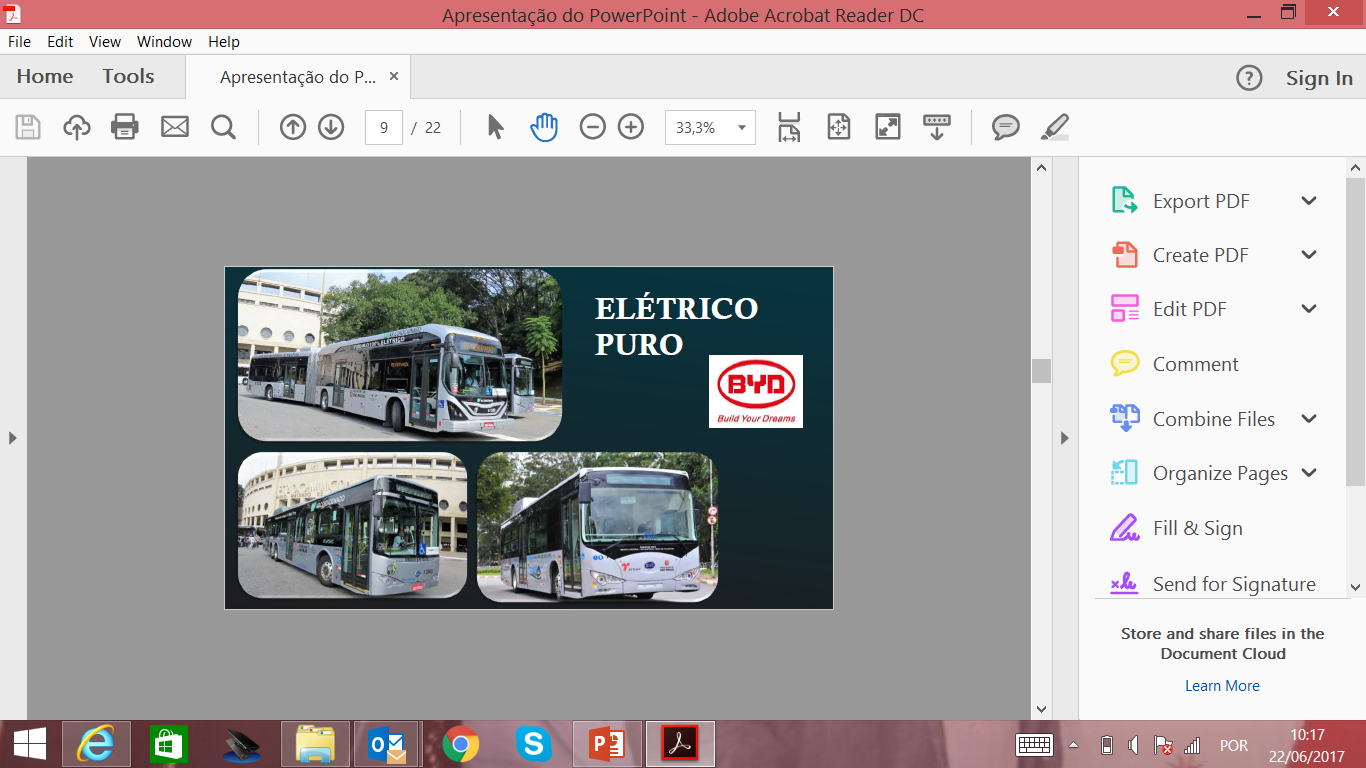 Apresentação do PowerPoint - Adobe Acrobat Reader DC
File Edit View Window Help
Home Tools Apresentação do P... × ? Sign In
9 / 22 33,3%
ELÉTRICO
PURO
BYD
Build Your Dreams
Export PDF
Create PDF
Edit PDF
Comment
Combine Files
Organize Pages
Fill & Sign
Send for Signature
Store and share files in the
Document Cloud
Learn More
POR
10:17
22/06/2017